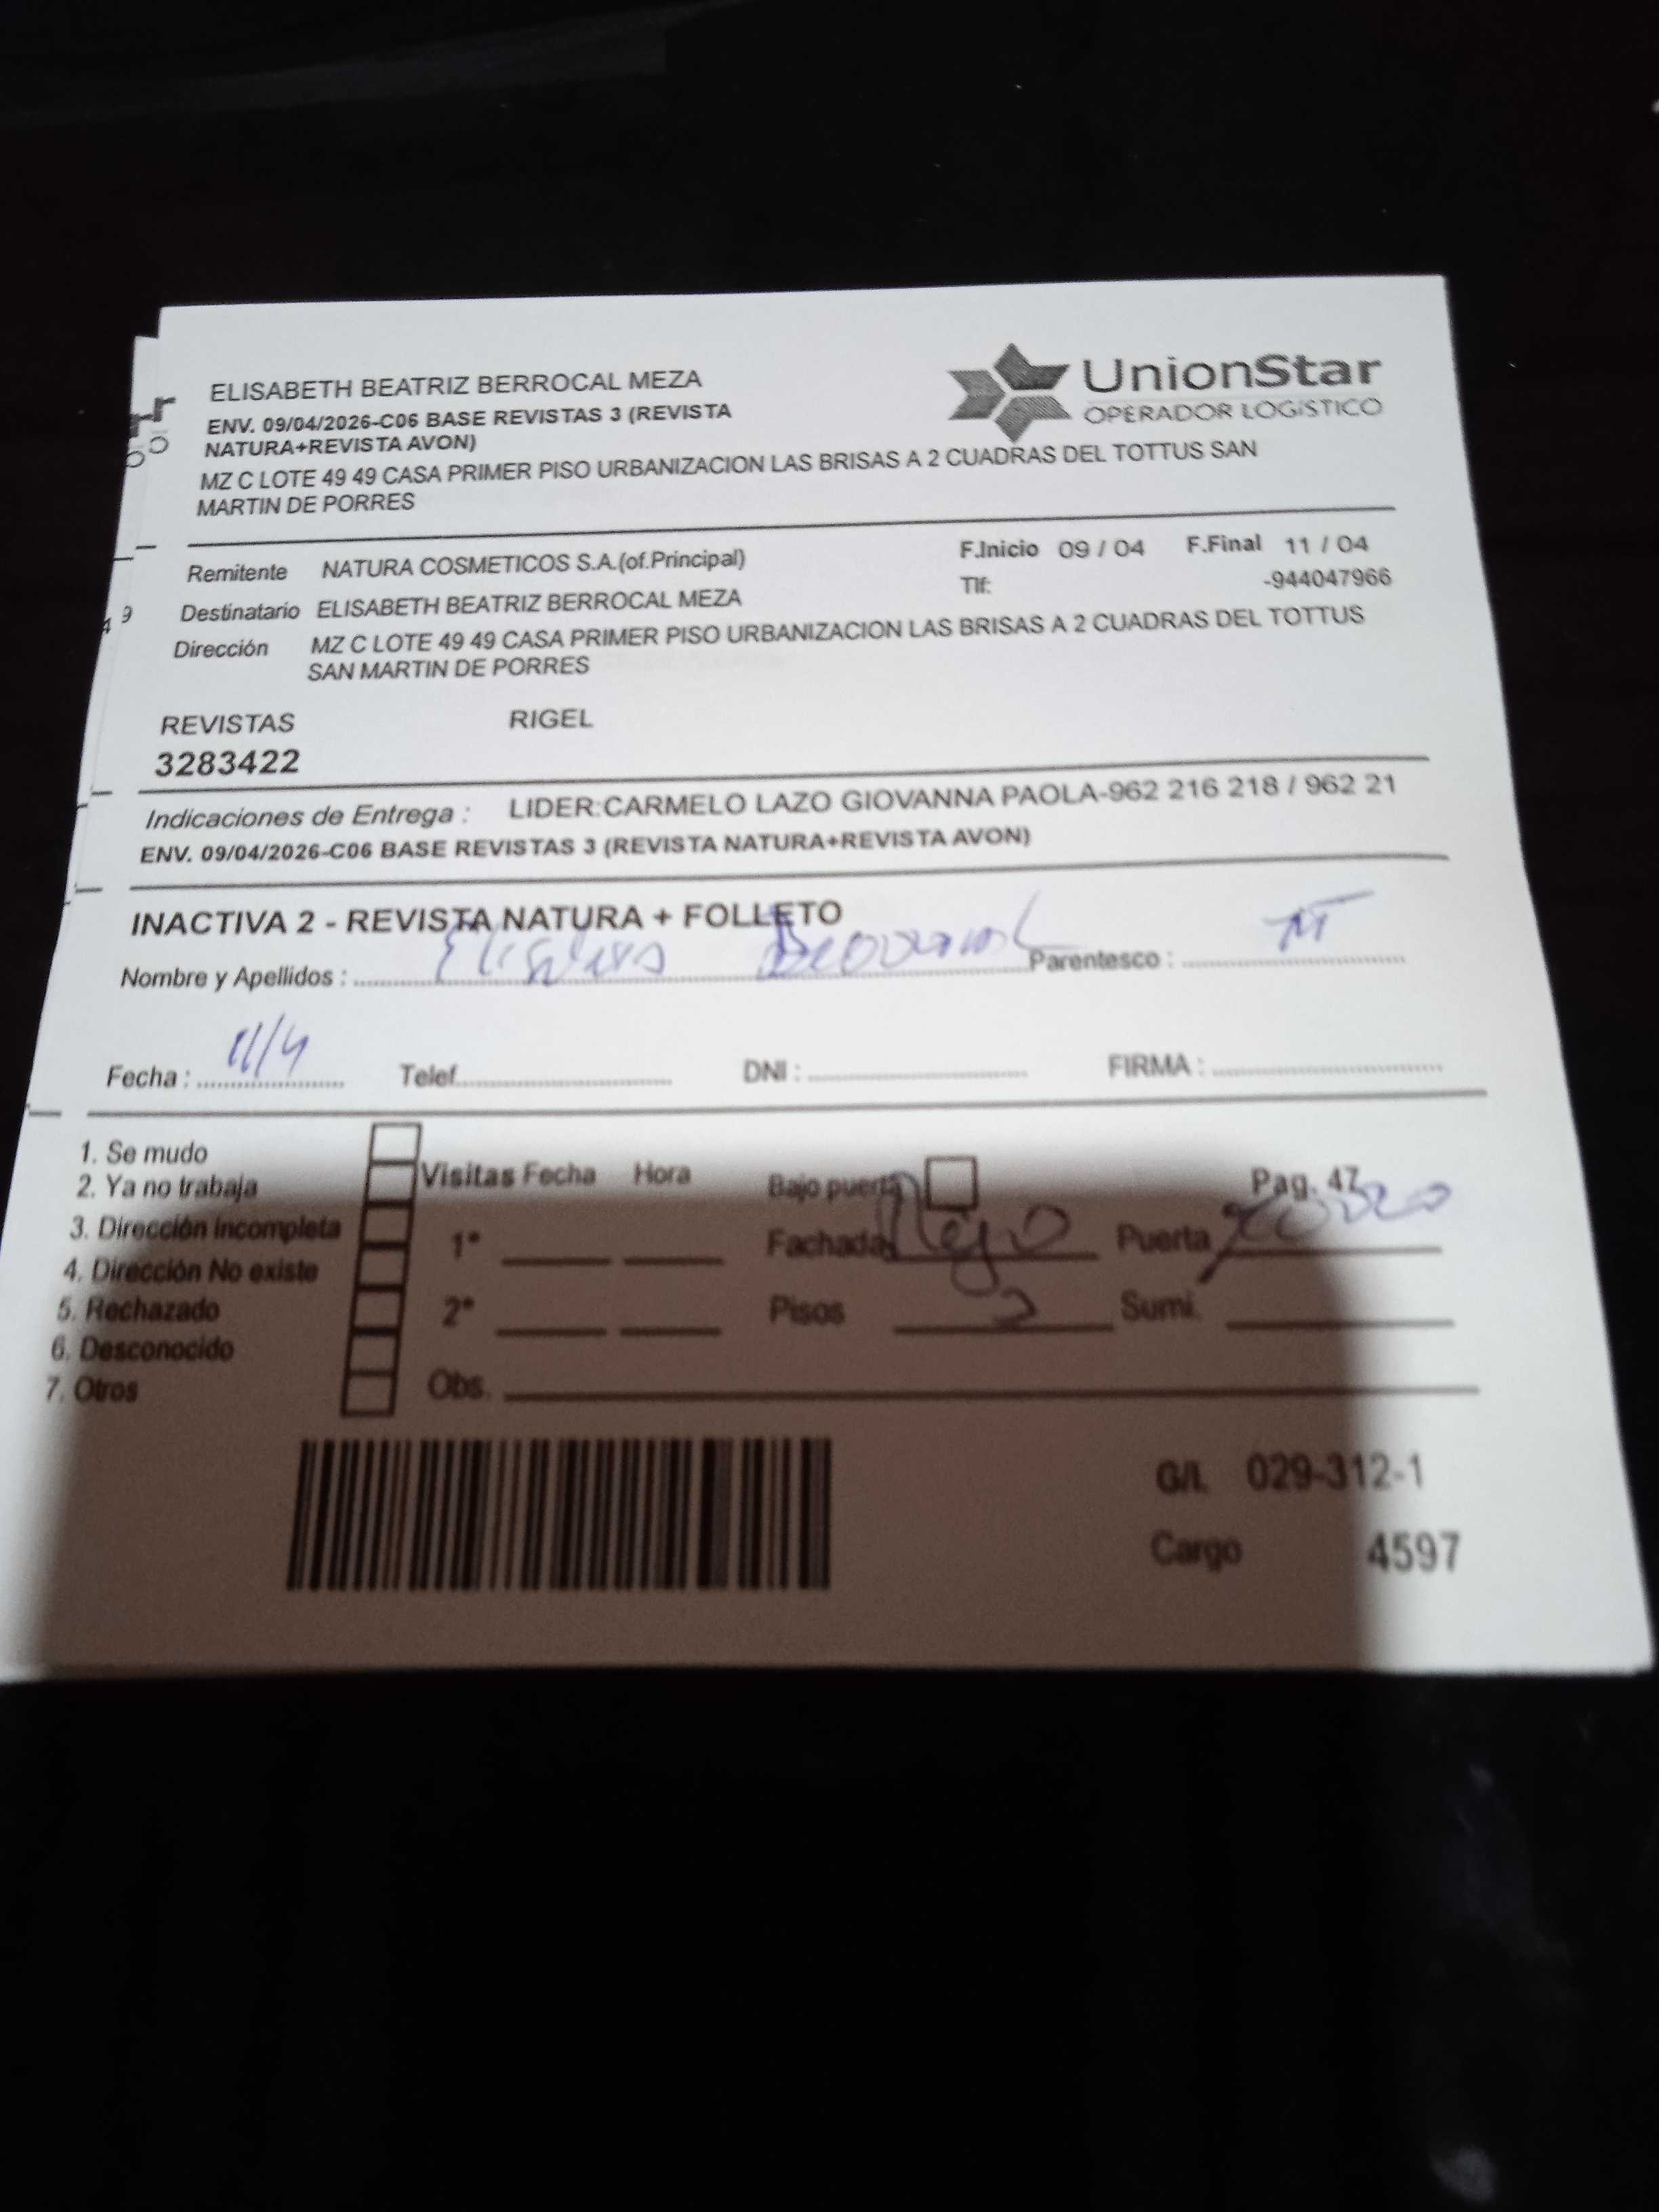 ELISABETH BEATRIZ BERROCAL MEZA
ENV. 09/04/2026-C06 BASE REVISTAS 3 (REVISTA
NATURA+REVISTA AVON)
UnionStar
OPERADOR LOGÍSTICO
MZ C LOTE 49 49 CASA PRIMER PISO URBANIZACION LAS BRISAS A 2 CUADRAS DEL TOTTUS SAN
MARTIN DE PORRES
Remitente NATURA COSMETICOS S.A.(of.Principal) F.Inicio 09 / 04 F.Final 11 / 04
Destinatario ELISABETH BEATRIZ BERROCAL MEZA Tlf: -944047966
Dirección MZ C LOTE 49 49 CASA PRIMER PISO URBANIZACION LAS BRISAS A 2 CUADRAS DEL TOTTUS
SAN MARTIN DE PORRES
REVISTAS RIGEL
3283422
Indicaciones de Entrega : LIDER:CARMELO LAZO GIOVANNA PAOLA-962 216 218 / 962 21
ENV. 09/04/2026-C06 BASE REVISTAS 3 (REVISTA NATURA+REVISTA AVON)
INACTIVA 2 - REVISTA NATURA + FOLLETO
Nombre y Apellidos : Parentesco :
Fecha : 11/4 Telef. DNI : FIRMA :
1. Se mudo
2. Ya no trabaja
3. Dirección incompleta
4. Dirección No existe
5. Rechazado
6. Desconocido
7. Otros
Visitas Fecha Hora
1°
2°
Obs.
Bajo puerta Pag. 47
Fachada Puerta
Pisos 2 Sumi.
G/L 029-312-1
Cargo 4597